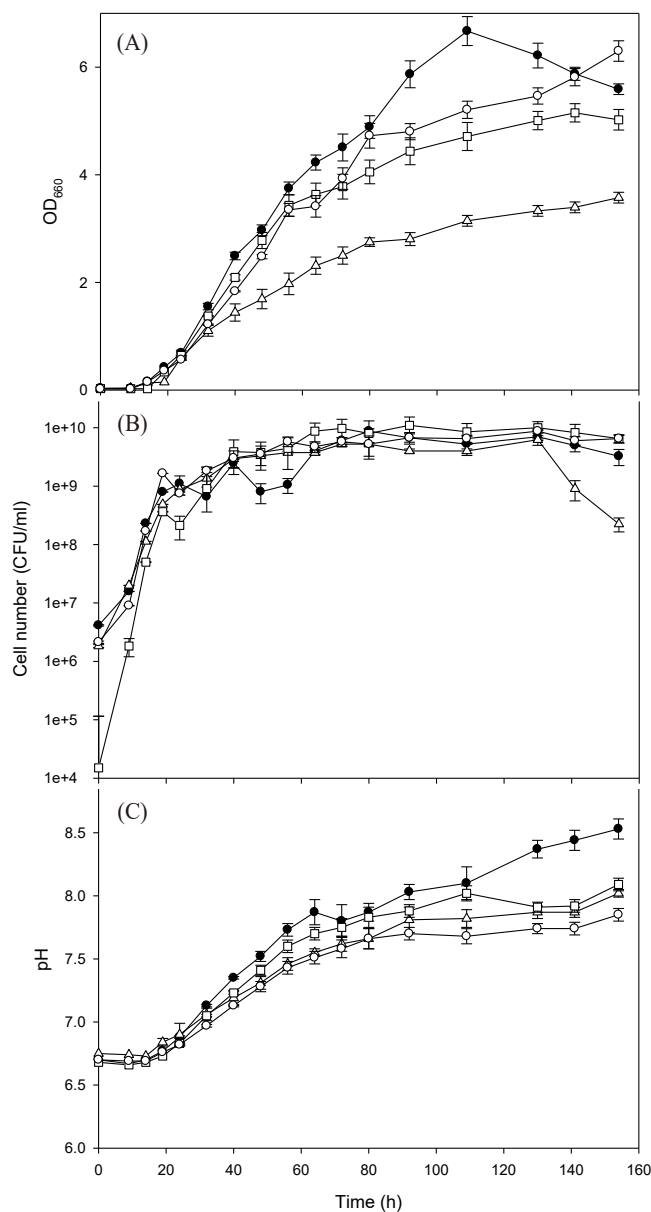 (A)
6
4
2
0
OD660
(B)
1e+10
1e+9
1e+8
1e+7
1e+6
1e+5
1e+4
Cell number (CFU/ml)
(C)
8.5
8.0
7.5
7.0
6.5
6.0
pH
0 20 40 60 80 100 120 140 160
Time (h)